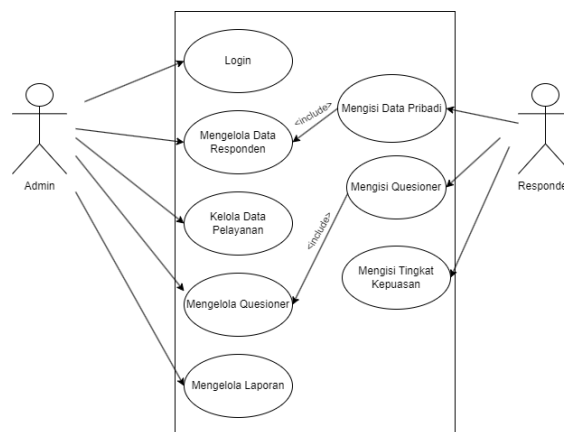 Login
Mengisi Data Pribadi
<include>
Mengelola Data
Responden
Admin
Mengisi Quesioner
Responde
Kelola Data
Pelayanan
<include>
Mengisi Tingkat
Kepuasan
Mengelola Quesioner
Mengelola Laporan